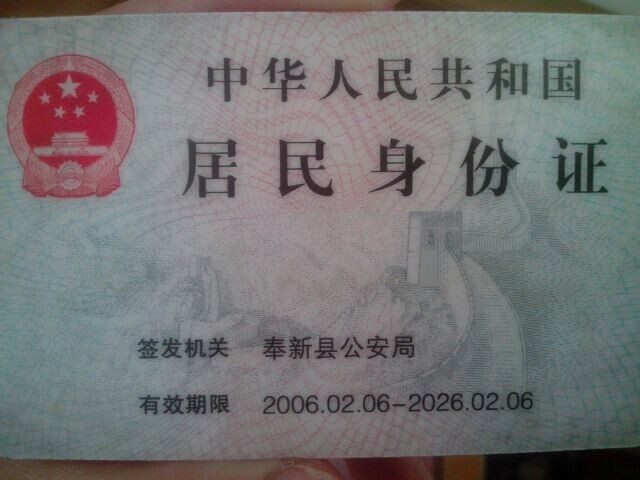 中华人民共和国
居民身份证
签发机关 奉新县公安局
有效期限 2006.02.06-2026.02.06